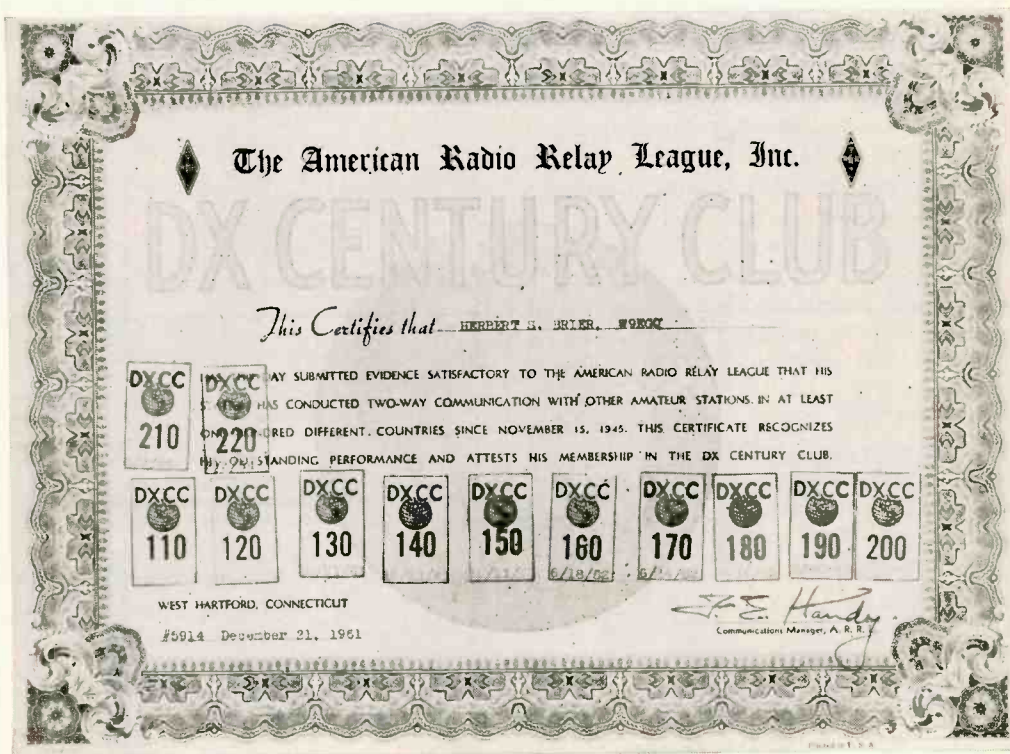 The American Radio Relay League, Inc.
DX CENTURY CLUB
This Certifies that HERBERT S. BRIER, W9EGQ
AY SUBMITTED EVIDENCE SATISFACTORY TO THE AMERICAN RADIO RELAY LEAGUE THAT HIS
HAS CONDUCTED TWO-WAY COMMUNICATION WITH OTHER AMATEUR STATIONS IN AT LEAST
DIFFERENT COUNTRIES SINCE NOVEMBER 15, 1945. THIS CERTIFICATE RECOGNIZES
PERFORMANCE AND ATTESTS HIS MEMBERSHIP IN THE DX CENTURY CLUB.
DXCC 210
DXCC 220
DXCC 110
DXCC 120
DXCC 130
DXCC 140
DXCC 150
DXCC 160
6/18/62
DXCC 170
DXCC 180
DXCC 190
DXCC 200
WEST HARTFORD, CONNECTICUT
#5914 December 21, 1961
F. E. Handy
Communications Manager, A. R. R.